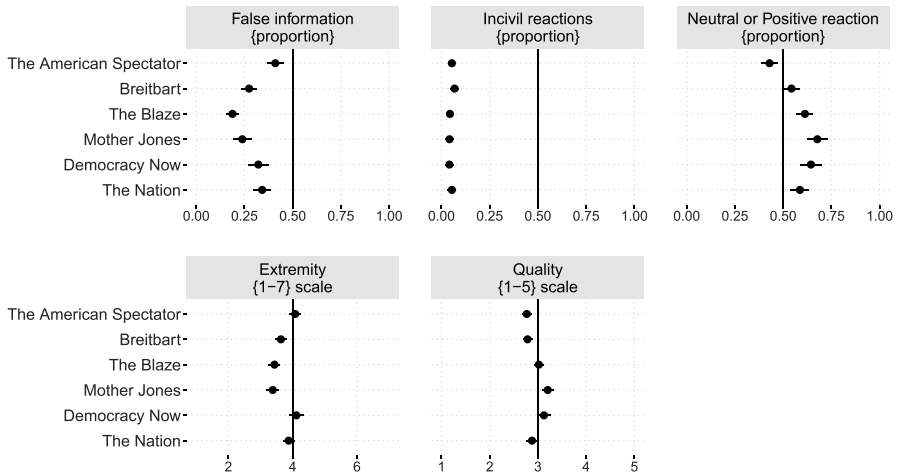 False information
{proportion}
Incivil reactions
{proportion}
Neutral or Positive reaction
{proportion}
The American Spectator
Breitbart
The Blaze
Mother Jones
Democracy Now
The Nation
0.00 0.25 0.50 0.75 1.00
0.00 0.25 0.50 0.75 1.00
0.00 0.25 0.50 0.75 1.00
Extremity
{1−7} scale
Quality
{1−5} scale
The American Spectator
Breitbart
The Blaze
Mother Jones
Democracy Now
The Nation
2 4 6
1 2 3 4 5